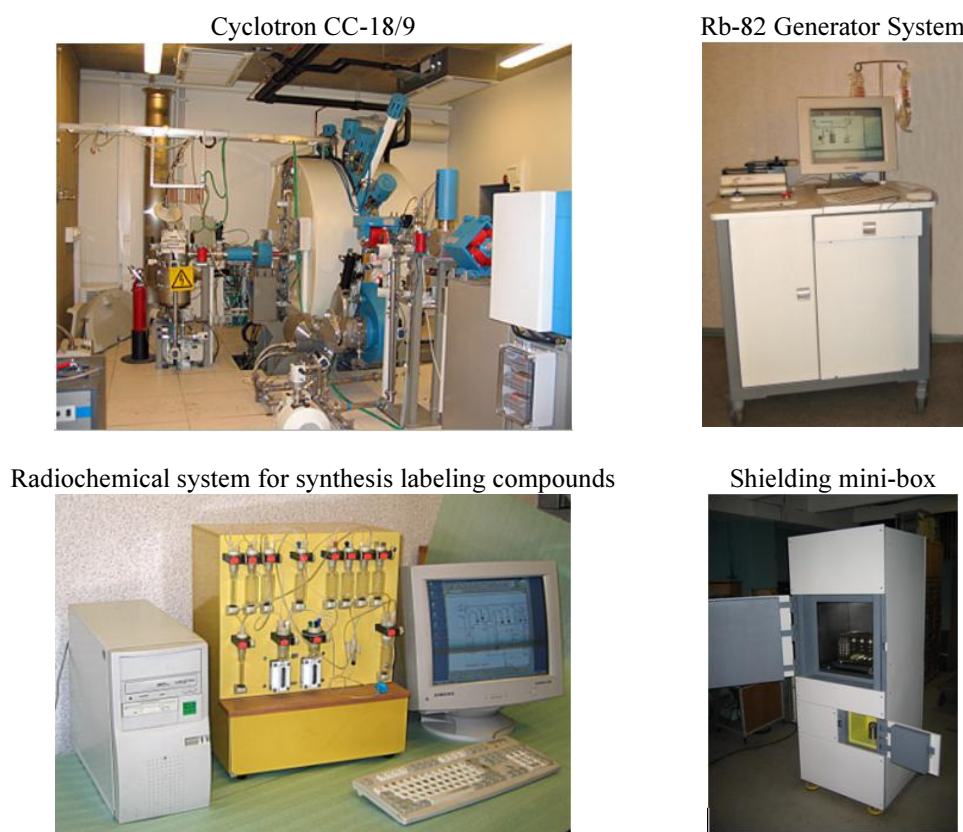 Cyclotron CC-18/9
Rb-82 Generator System
Radiochemical system for synthesis labeling compounds
Shielding mini-box